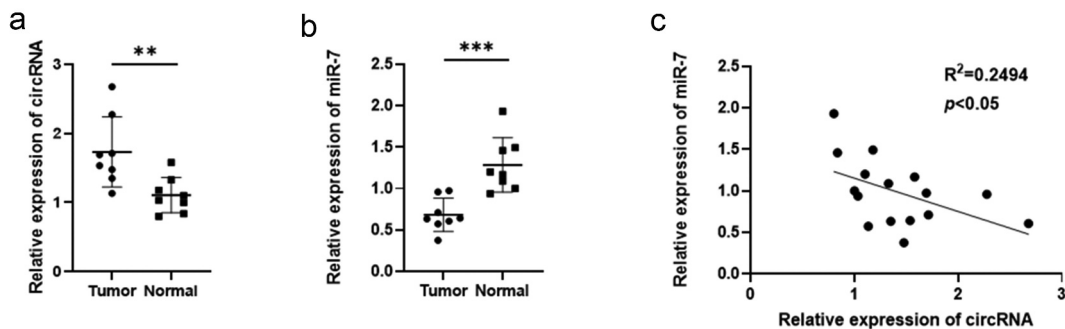 a
Relative expression of circRNA
3
2
1
0
**
Tumor Normal
b
Relative expression of miR-7
2.5
2.0
1.5
1.0
0.5
0.0
***
Tumor Normal
c
Relative expression of miR-7
2.5
2.0
1.5
1.0
0.5
0.0
R²=0.2494
p<0.05
0 1 2 3
Relative expression of circRNA